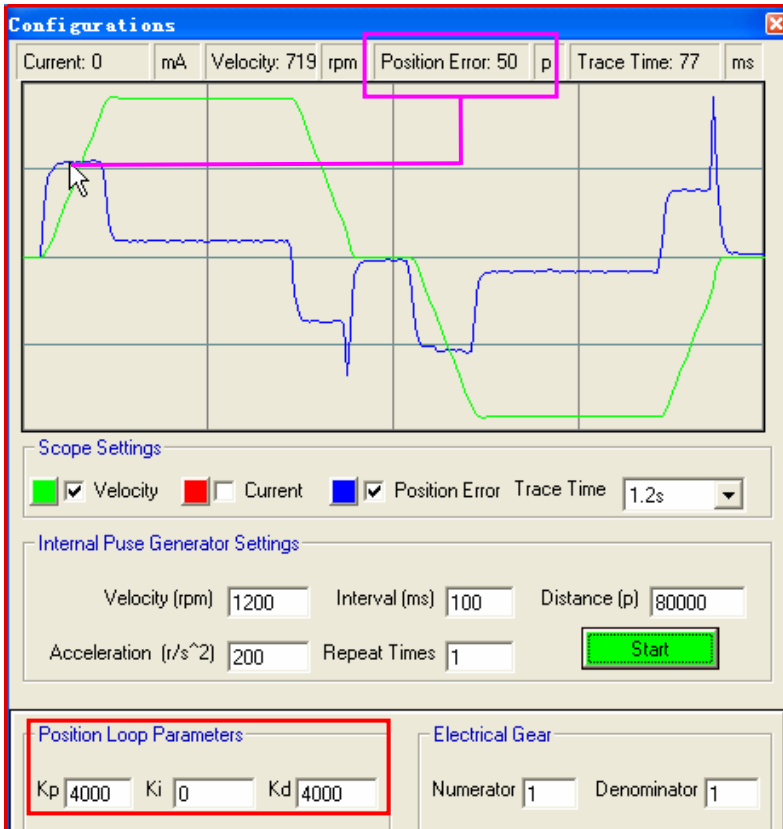 Configurations
Current: 0 mA Velocity: 719 rpm Position Error: 50 p Trace Time: 77 ms
Scope Settings
Velocity Current Position Error Trace Time 1.2s
Internal Puse Generator Settings
Velocity (rpm) 1200 Interval (ms) 100 Distance (p) 80000
Acceleration (r/s^2) 200 Repeat Times 1 Start
Position Loop Parameters Electrical Gear
Kp 4000 Ki 0 Kd 4000 Numerator 1 Denominator 1